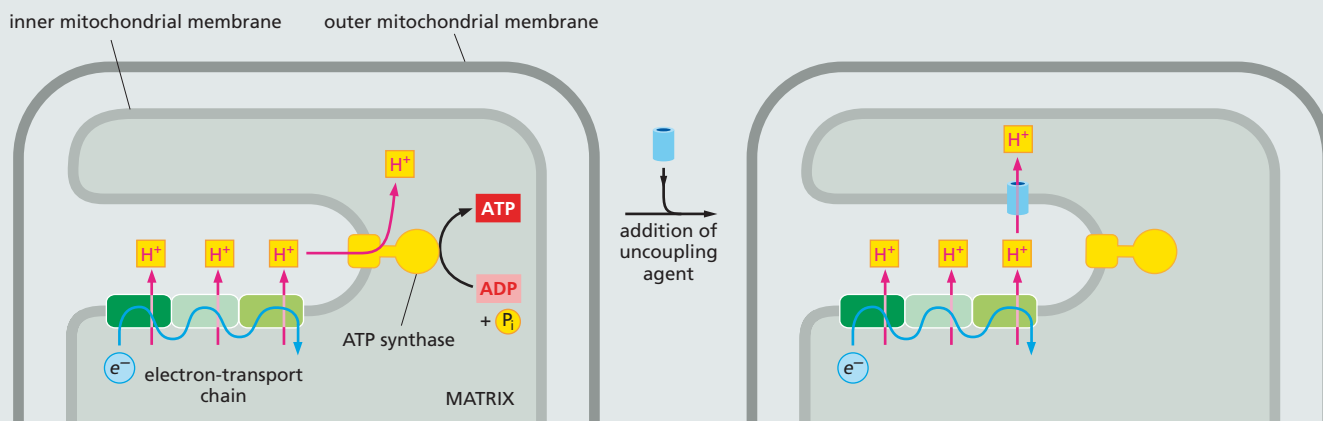 inner mitochondrial membrane
outer mitochondrial membrane
H⁺
ATP
H⁺ H⁺ H⁺
ADP
+ Pᵢ
ATP synthase
e⁻
electron-transport
chain
MATRIX
addition of
uncoupling
agent
H⁺
H⁺ H⁺ H⁺
e⁻